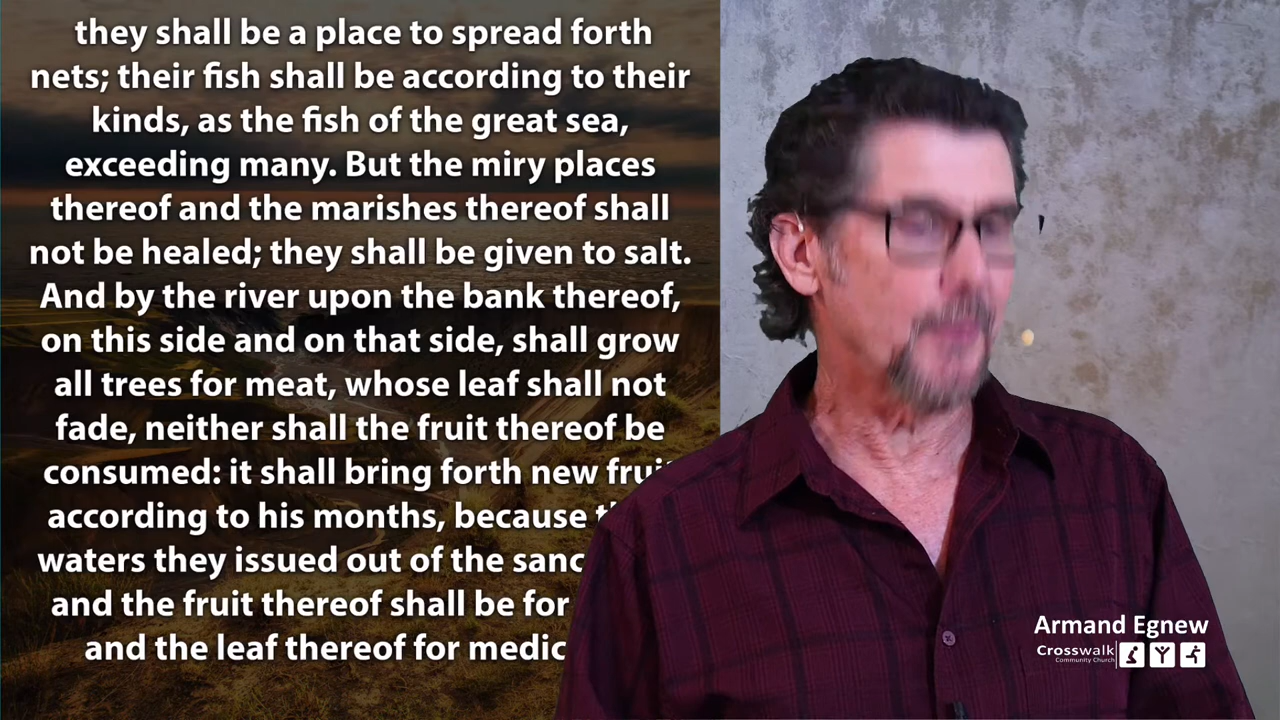 they shall be a place to spread forth
nets; their fish shall be according to their
kinds, as the fish of the great sea,
exceeding many. But the miry places
thereof and the marishes thereof shall
not be healed; they shall be given to salt.
And by the river upon the bank thereof,
on this side and on that side, shall grow
all trees for meat, whose leaf shall not
fade, neither shall the fruit thereof be
consumed: it shall bring forth new frui
according to his months, because t
waters they issued out of the sanc
and the fruit thereof shall be for
and the leaf thereof for medic
Armand Egnew
Crosswalk
Community Church